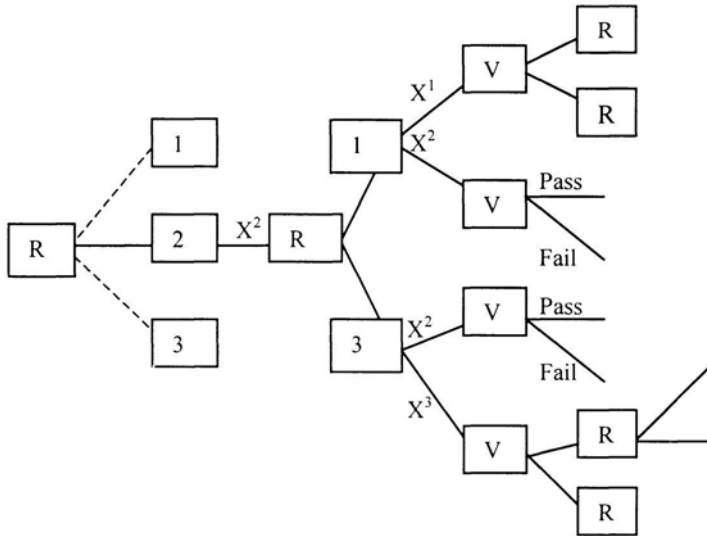 R
V
X¹
R
1
1
X²
Pass
V
R
2
X²
R
Fail
Pass
V
X²
3
3
Fail
X³
R
V
R